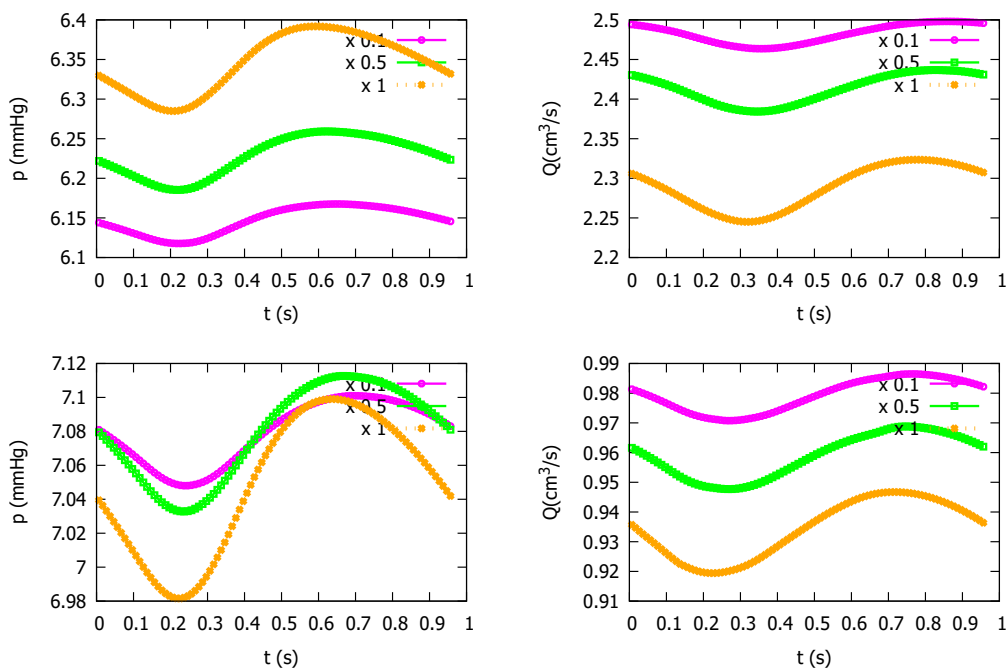 6.4
6.35
6.3
6.25
6.2
6.15
6.1
p (mmHg)
0 0.1 0.2 0.3 0.4 0.5 0.6 0.7 0.8 0.9 1
t (s)
x 0.1
x 0.5
x 1
2.5
2.45
2.4
2.35
2.3
2.25
2.2
Q(cm³/s)
0 0.1 0.2 0.3 0.4 0.5 0.6 0.7 0.8 0.9 1
t (s)
x 0.1
x 0.5
x 1
7.12
7.1
7.08
7.06
7.04
7.02
7
6.98
p (mmHg)
0 0.1 0.2 0.3 0.4 0.5 0.6 0.7 0.8 0.9 1
t (s)
x 0.1
x 0.5
x 1
0.99
0.98
0.97
0.96
0.95
0.94
0.93
0.92
0.91
Q(cm³/s)
0 0.1 0.2 0.3 0.4 0.5 0.6 0.7 0.8 0.9 1
t (s)
x 0.1
x 0.5
x 1